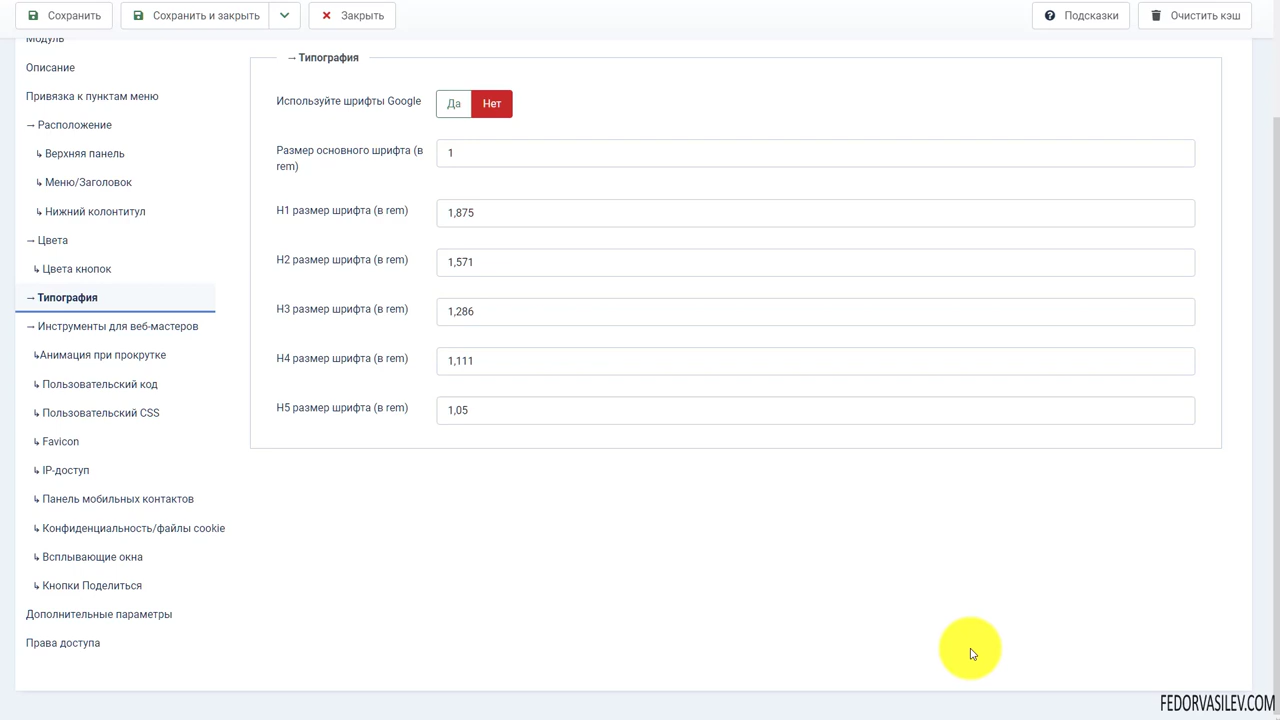 Сохранить
Сохранить и закрыть
Закрыть
Подсказки
Очистить кэш
Модуль
Описание
Привязка к пунктам меню
→ Расположение
↳ Верхняя панель
↳ Меню/Заголовок
↳ Нижний колонтитул
→ Цвета
↳ Цвета кнопок
→ Типография
→ Инструменты для веб-мастеров
↳Анимация при прокрутке
↳ Пользовательский код
↳ Пользовательский CSS
↳ Favicon
↳ IP-доступ
↳ Панель мобильных контактов
↳ Конфиденциальность/файлы cookie
↳ Всплывающие окна
↳ Кнопки Поделиться
Дополнительные параметры
Права доступа
→ Типография
Используйте шрифты Google
Да
Нет
Размер основного шрифта (в
rem)
1
H1 размер шрифта (в rem)
1,875
H2 размер шрифта (в rem)
1,571
H3 размер шрифта (в rem)
1,286
H4 размер шрифта (в rem)
1,111
H5 размер шрифта (в rem)
1,05
FEDORVASILEV.COM